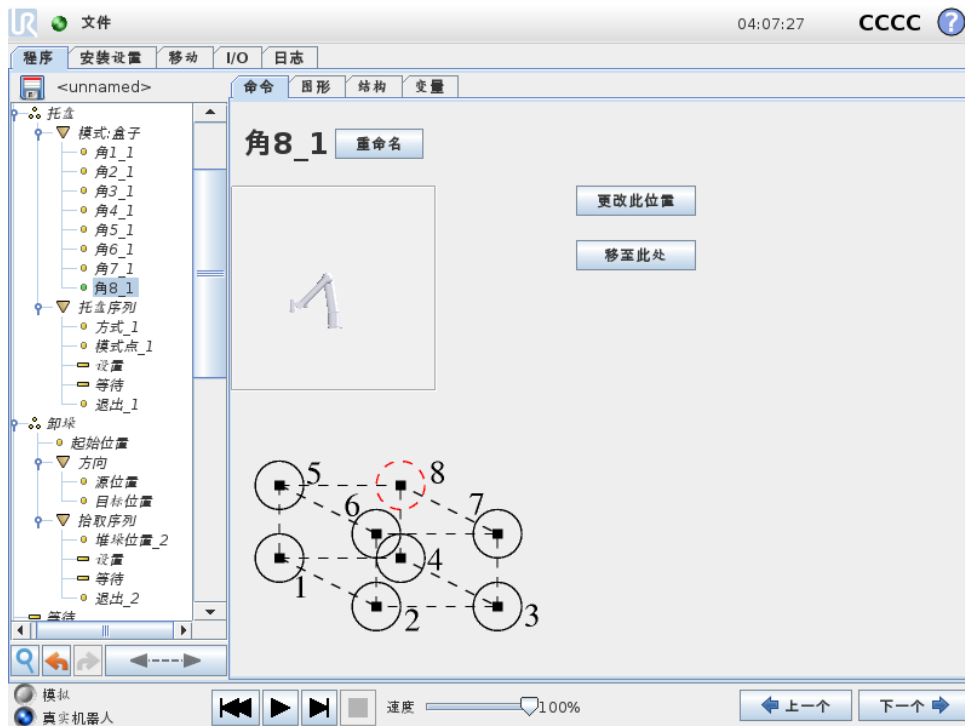 UR 文件 04:07:27 CCCC ?
程序 安装设置 移动 I/O 日志
<unnamed>
命令 图形 结构 变量
托盒
模式:盒子
角1_1
角2_1
角3_1
角4_1
角5_1
角6_1
角7_1
角8_1
托盒序列
方式_1
模式点_1
设置
等待
退出_1
卸垛
起始位置
方向
源位置
目标位置
拾取序列
堆垛位置_2
设置
等待
退出_2
等待
角8_1 重命名
更改此位置
移至此处
5 8
6 7
1 4
2 3
模拟
真实机器人
速度 100%
上一个 下一个